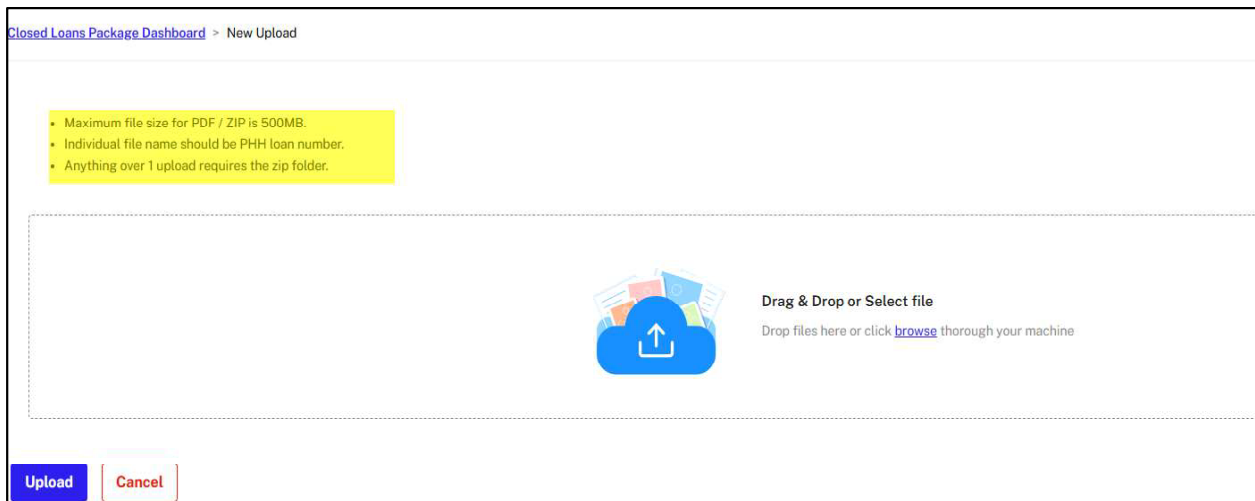 Closed Loans Package Dashboard > New Upload
• Maximum file size for PDF / ZIP is 500MB.
• Individual file name should be PHH loan number.
• Anything over 1 upload requires the zip folder.
Drag & Drop or Select file
Drop files here or click browse thorough your machine
Upload Cancel